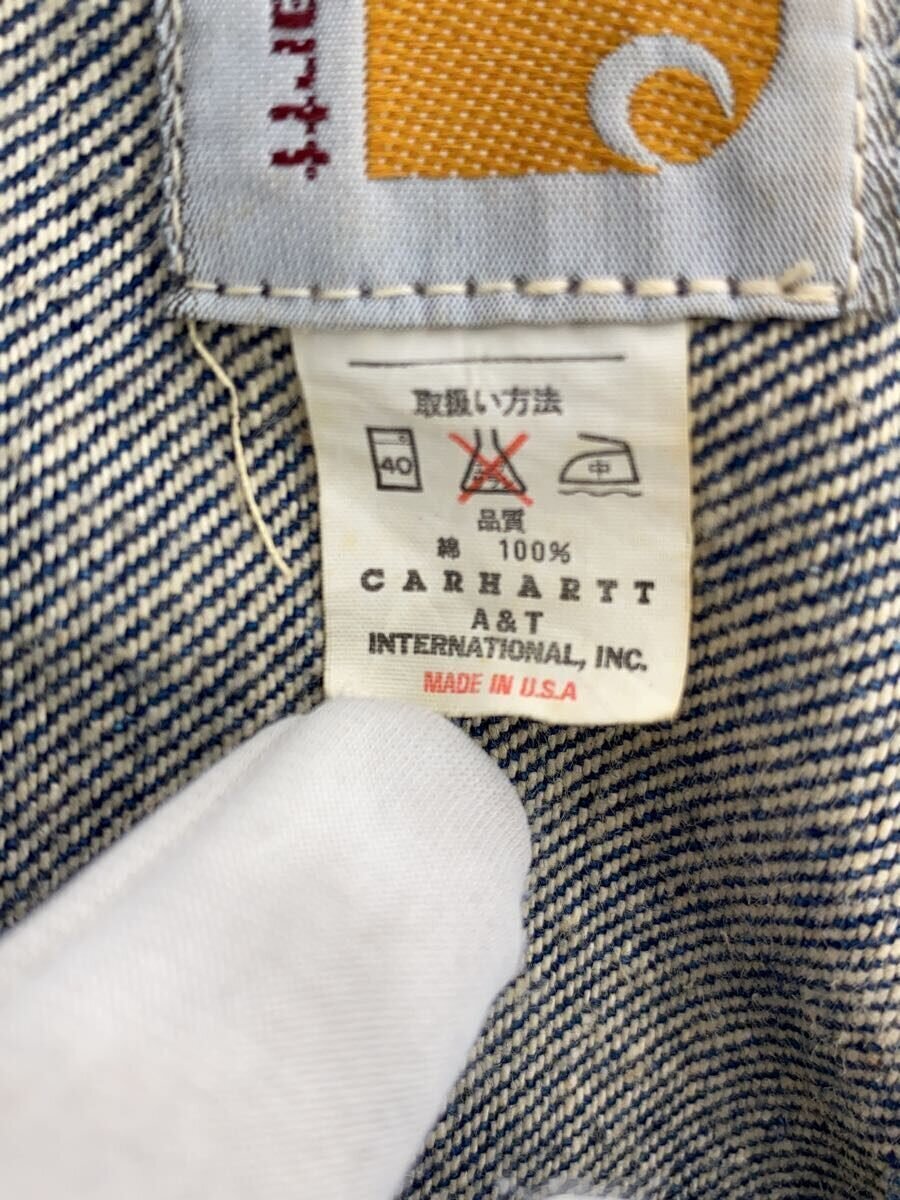 取扱い方法
40
中
品質
綿 100%
CARHARTT
A&T
INTERNATIONAL, INC.
MADE IN U.S.A